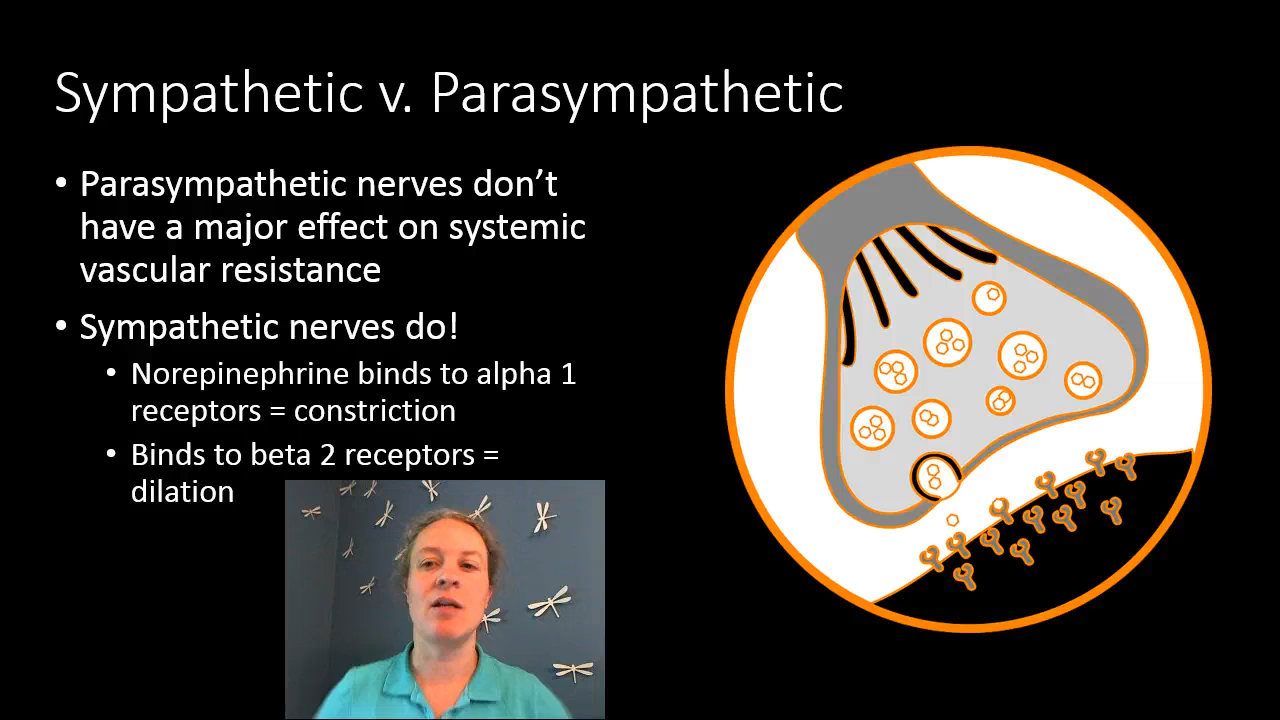 Sympathetic v. Parasympathetic
• Parasympathetic nerves don’t
have a major effect on systemic
vascular resistance
• Sympathetic nerves do!
• Norepinephrine binds to alpha 1
receptors = constriction
• Binds to beta 2 receptors =
dilation